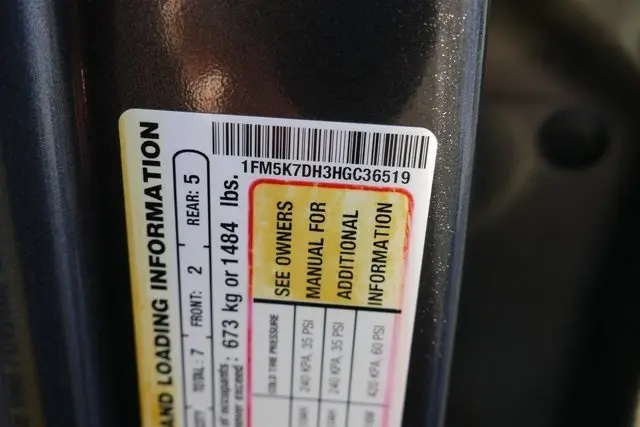 AND LOADING INFORMATION
TOTAL : 7 FRONT: 2 REAR: 5
of occupants
exceed : 673 kg or 1484 lbs.
1FM5K7DH3HGC36519
SEE OWNERS
MANUAL FOR
ADDITIONAL
INFORMATION
COLD TIRE PRESSURE
240 KPA, 35 PSI
240 KPA, 35 PSI
420 KPA, 60 PSI